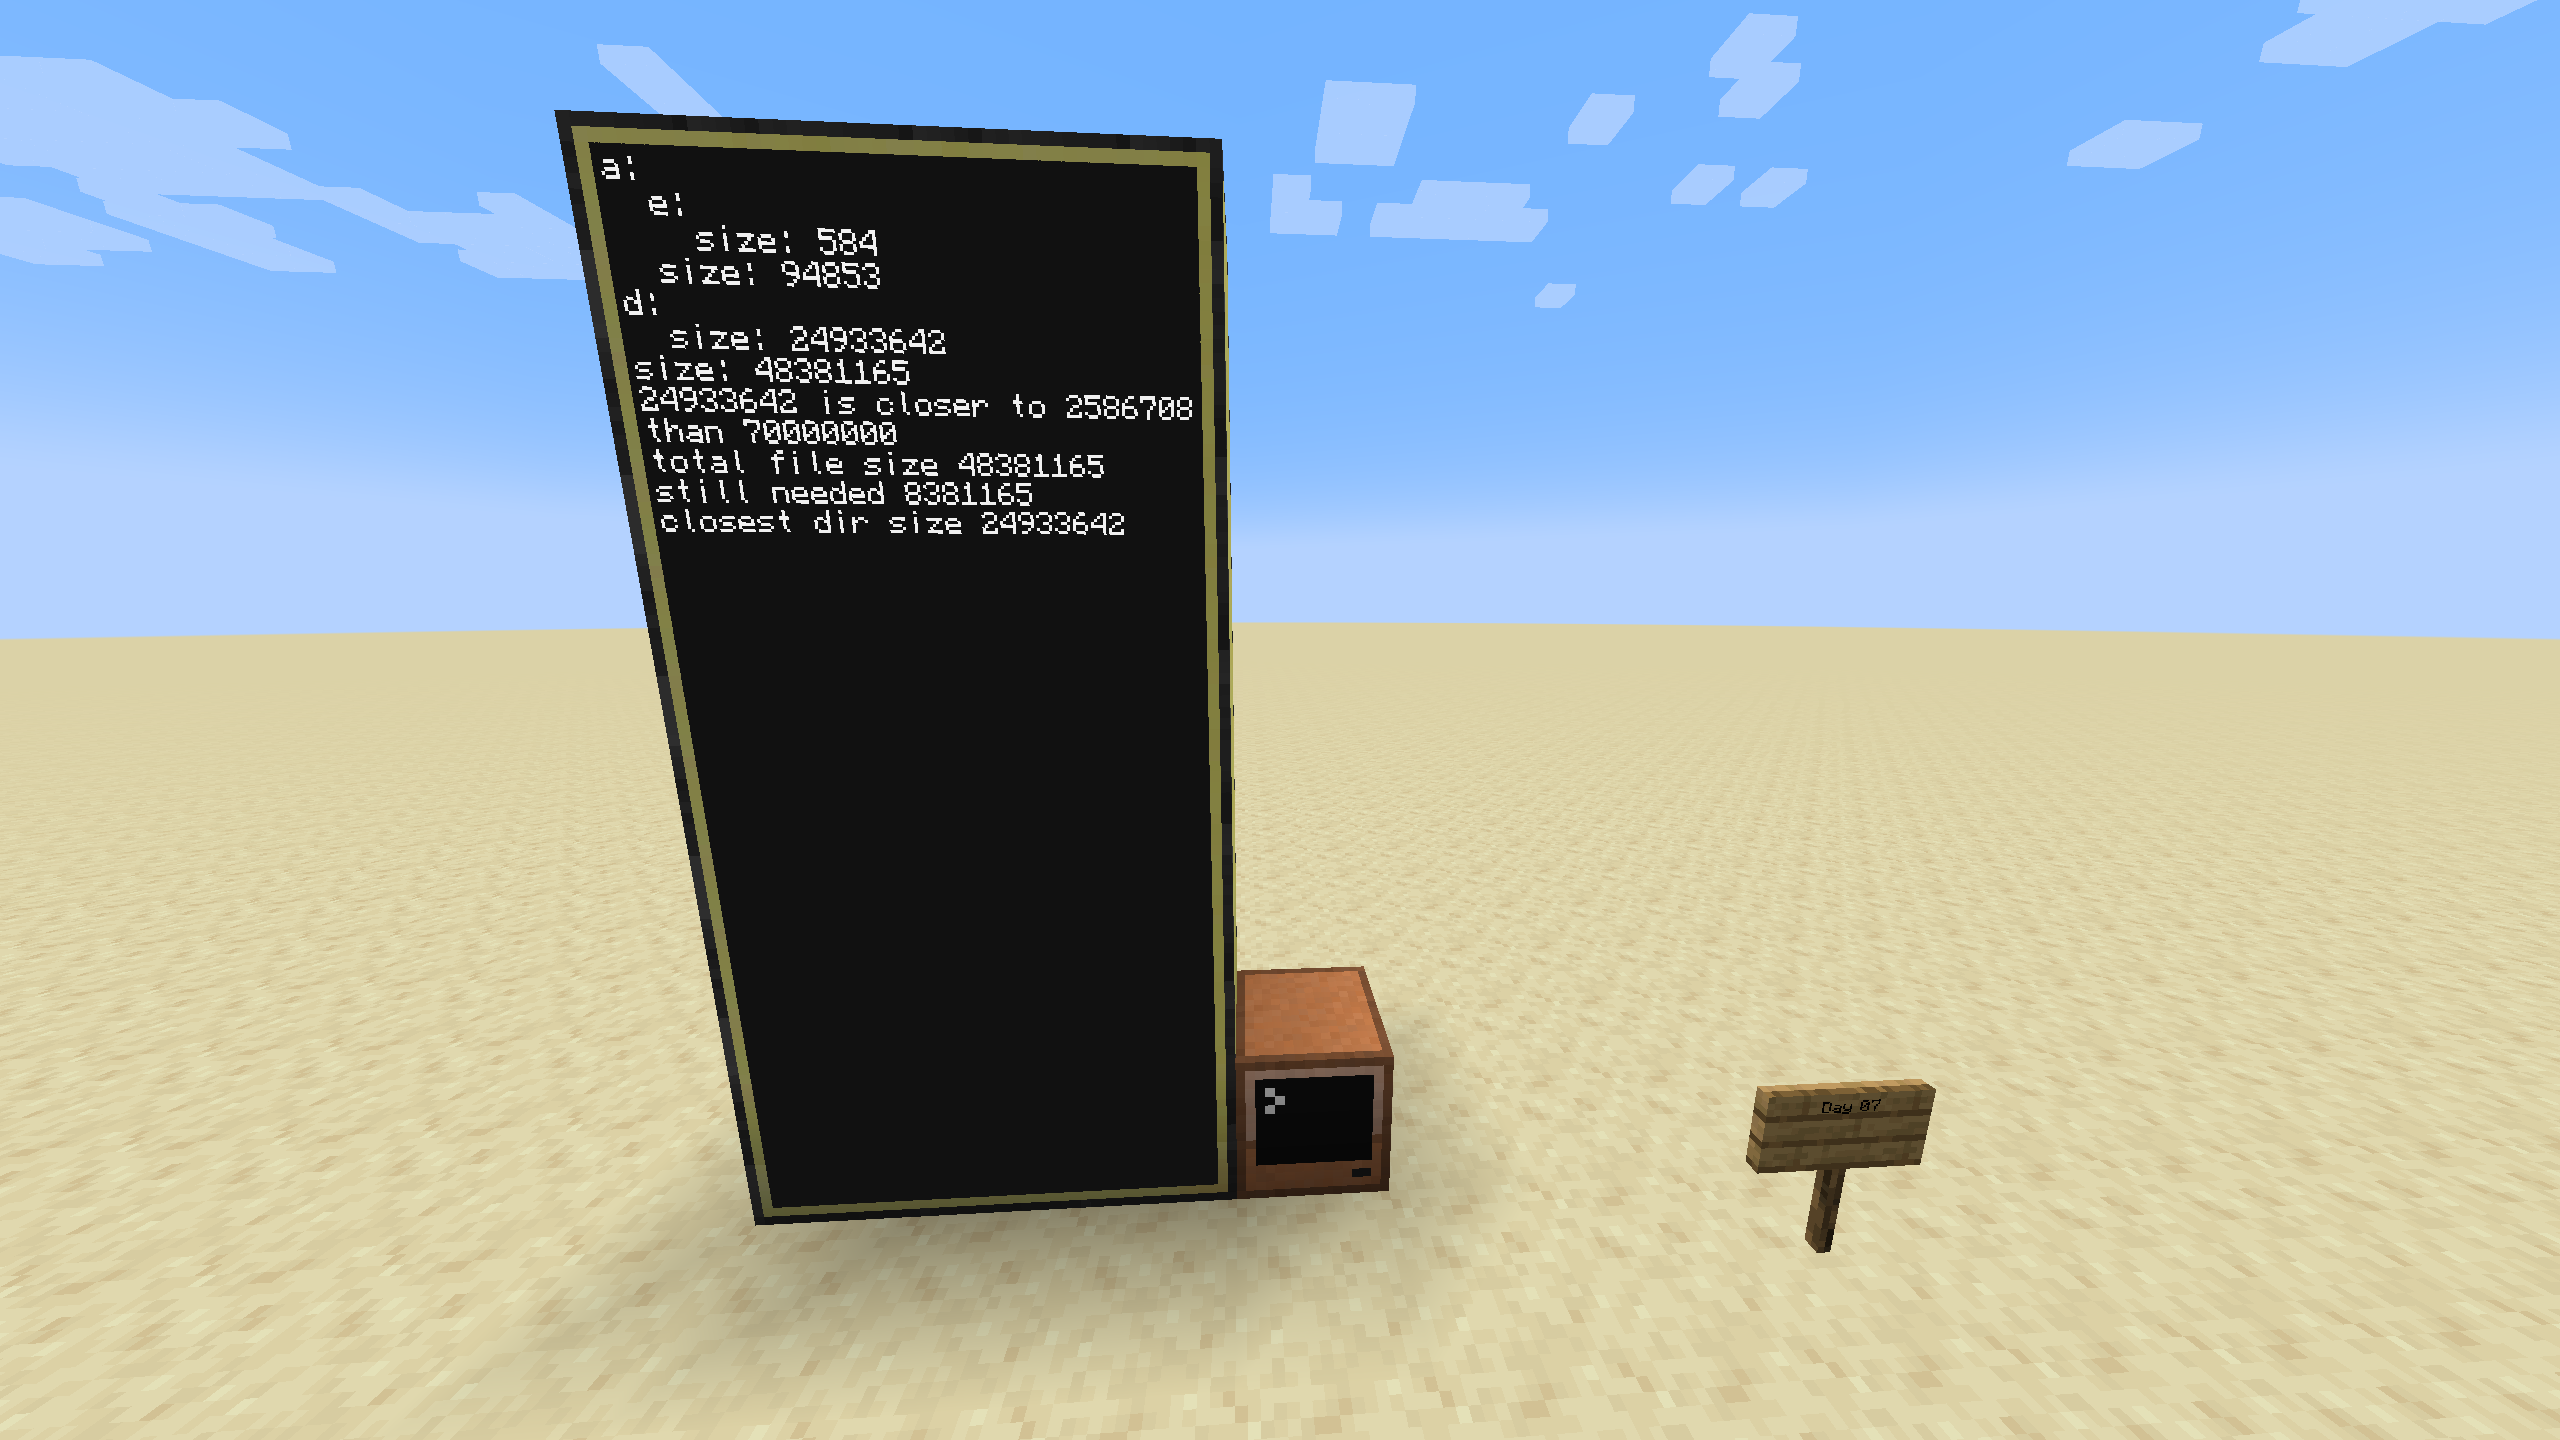 a:
e:
size: 584
size: 94853
d:
size: 24933642
size: 48381165
24933642 is closer to 2586708
than 70000000
total file size 48381165
still needed 8381165
closest dir size 24933642
>
Day 07